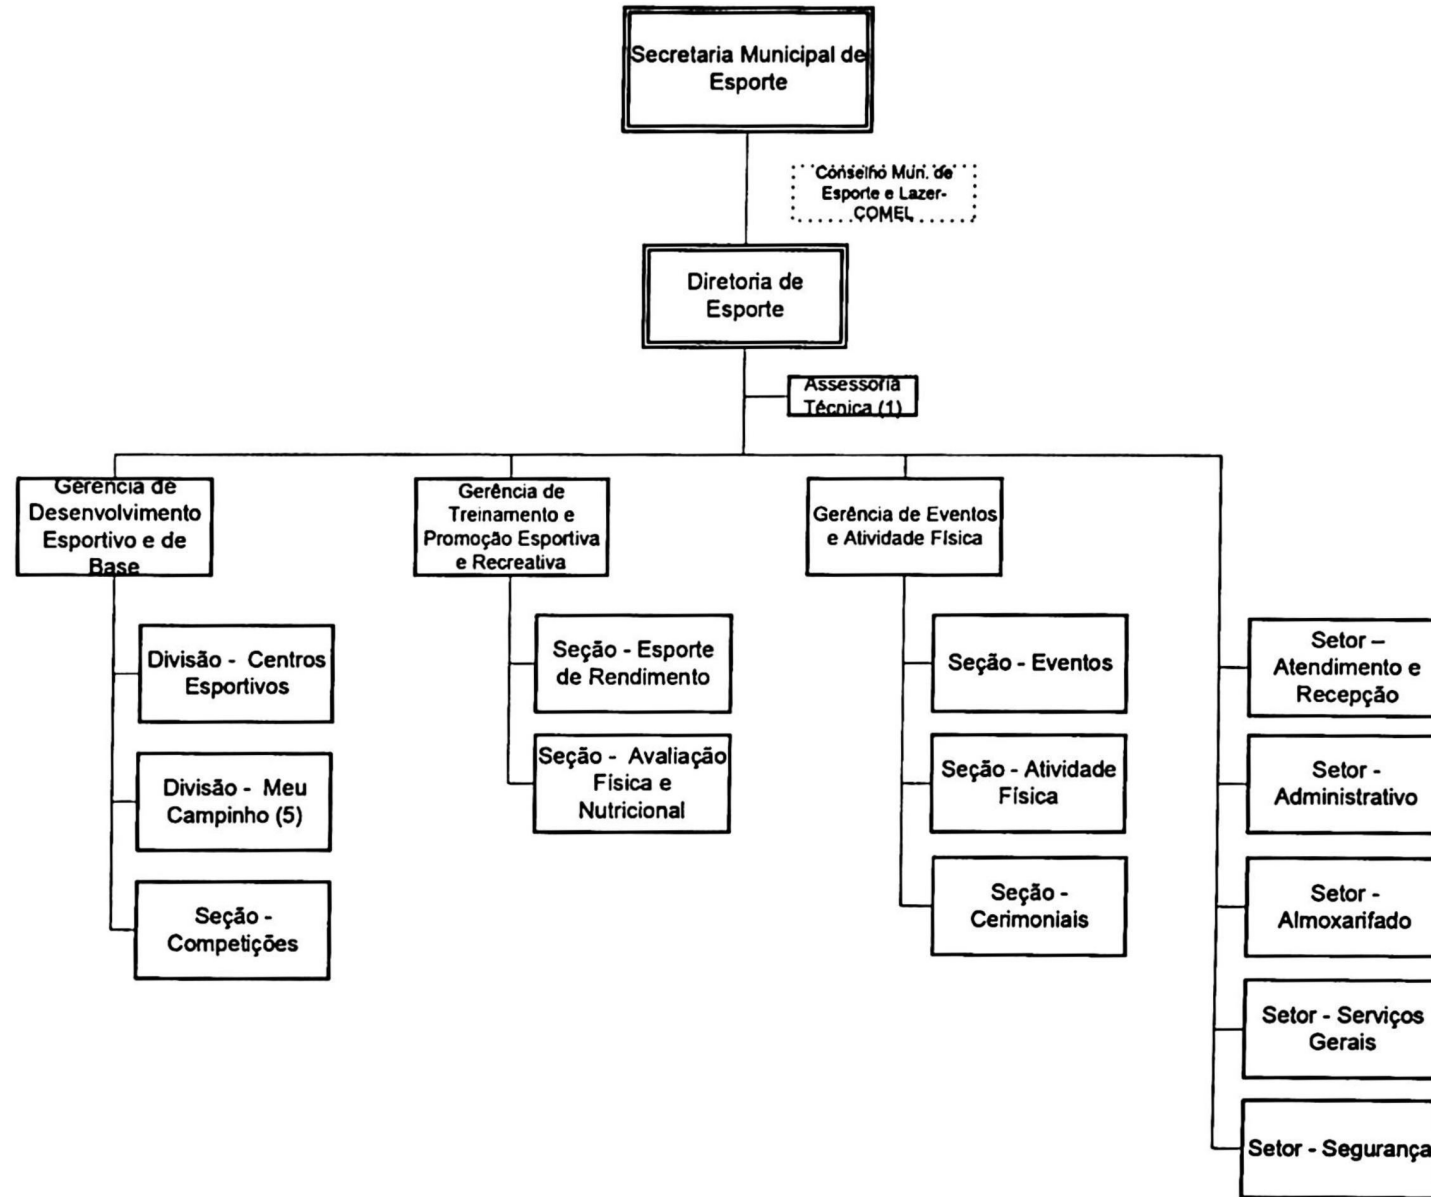 Secretaria Municipal de
Esporte
Conselho Mun. de
Esporte e Lazer-
COMEL
Diretoria de
Esporte
Assessoria
Técnica (1)
Gerência de
Desenvolvimento
Esportivo e de
Base
Gerência de
Treinamento e
Promoção Esportiva
e Recreativa
Gerência de Eventos
e Atividade Física
Divisão - Centros
Esportivos
Divisão - Meu
Campinho (5)
Seção -
Competições
Seção - Esporte
de Rendimento
Seção - Avaliação
Física e
Nutricional
Seção - Eventos
Seção - Atividade
Física
Seção -
Cerimoniais
Setor –
Atendimento e
Recepção
Setor -
Administrativo
Setor -
Almoxarifado
Setor - Serviços
Gerais
Setor - Segurança